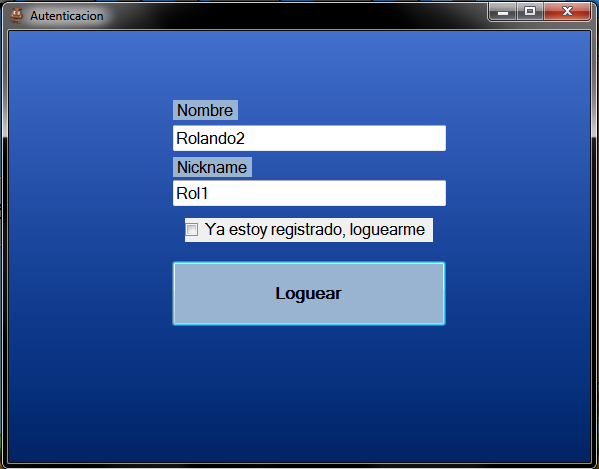 Autenticacion
Nombre
Rolando2
Nickname
Rol1
Ya estoy registrado, loguearme
Loguear